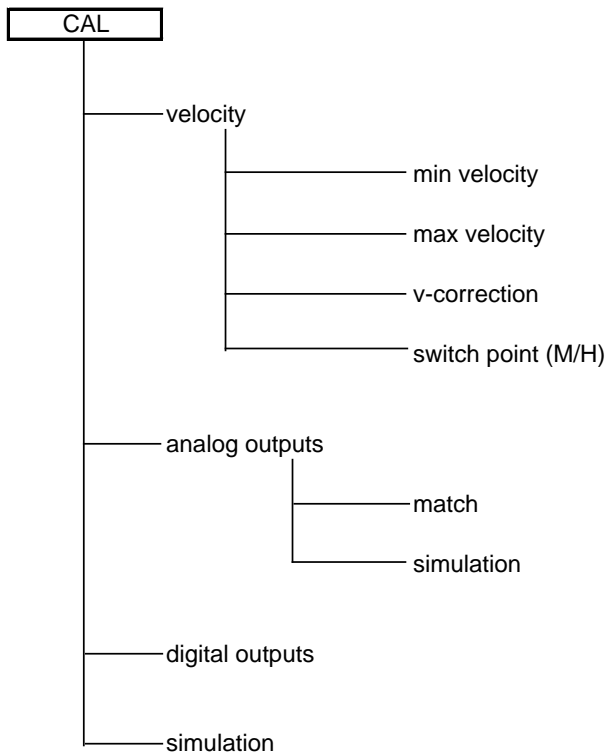 CAL
velocity
min velocity
max velocity
v-correction
switch point (M/H)
analog outputs
match
simulation
digital outputs
simulation